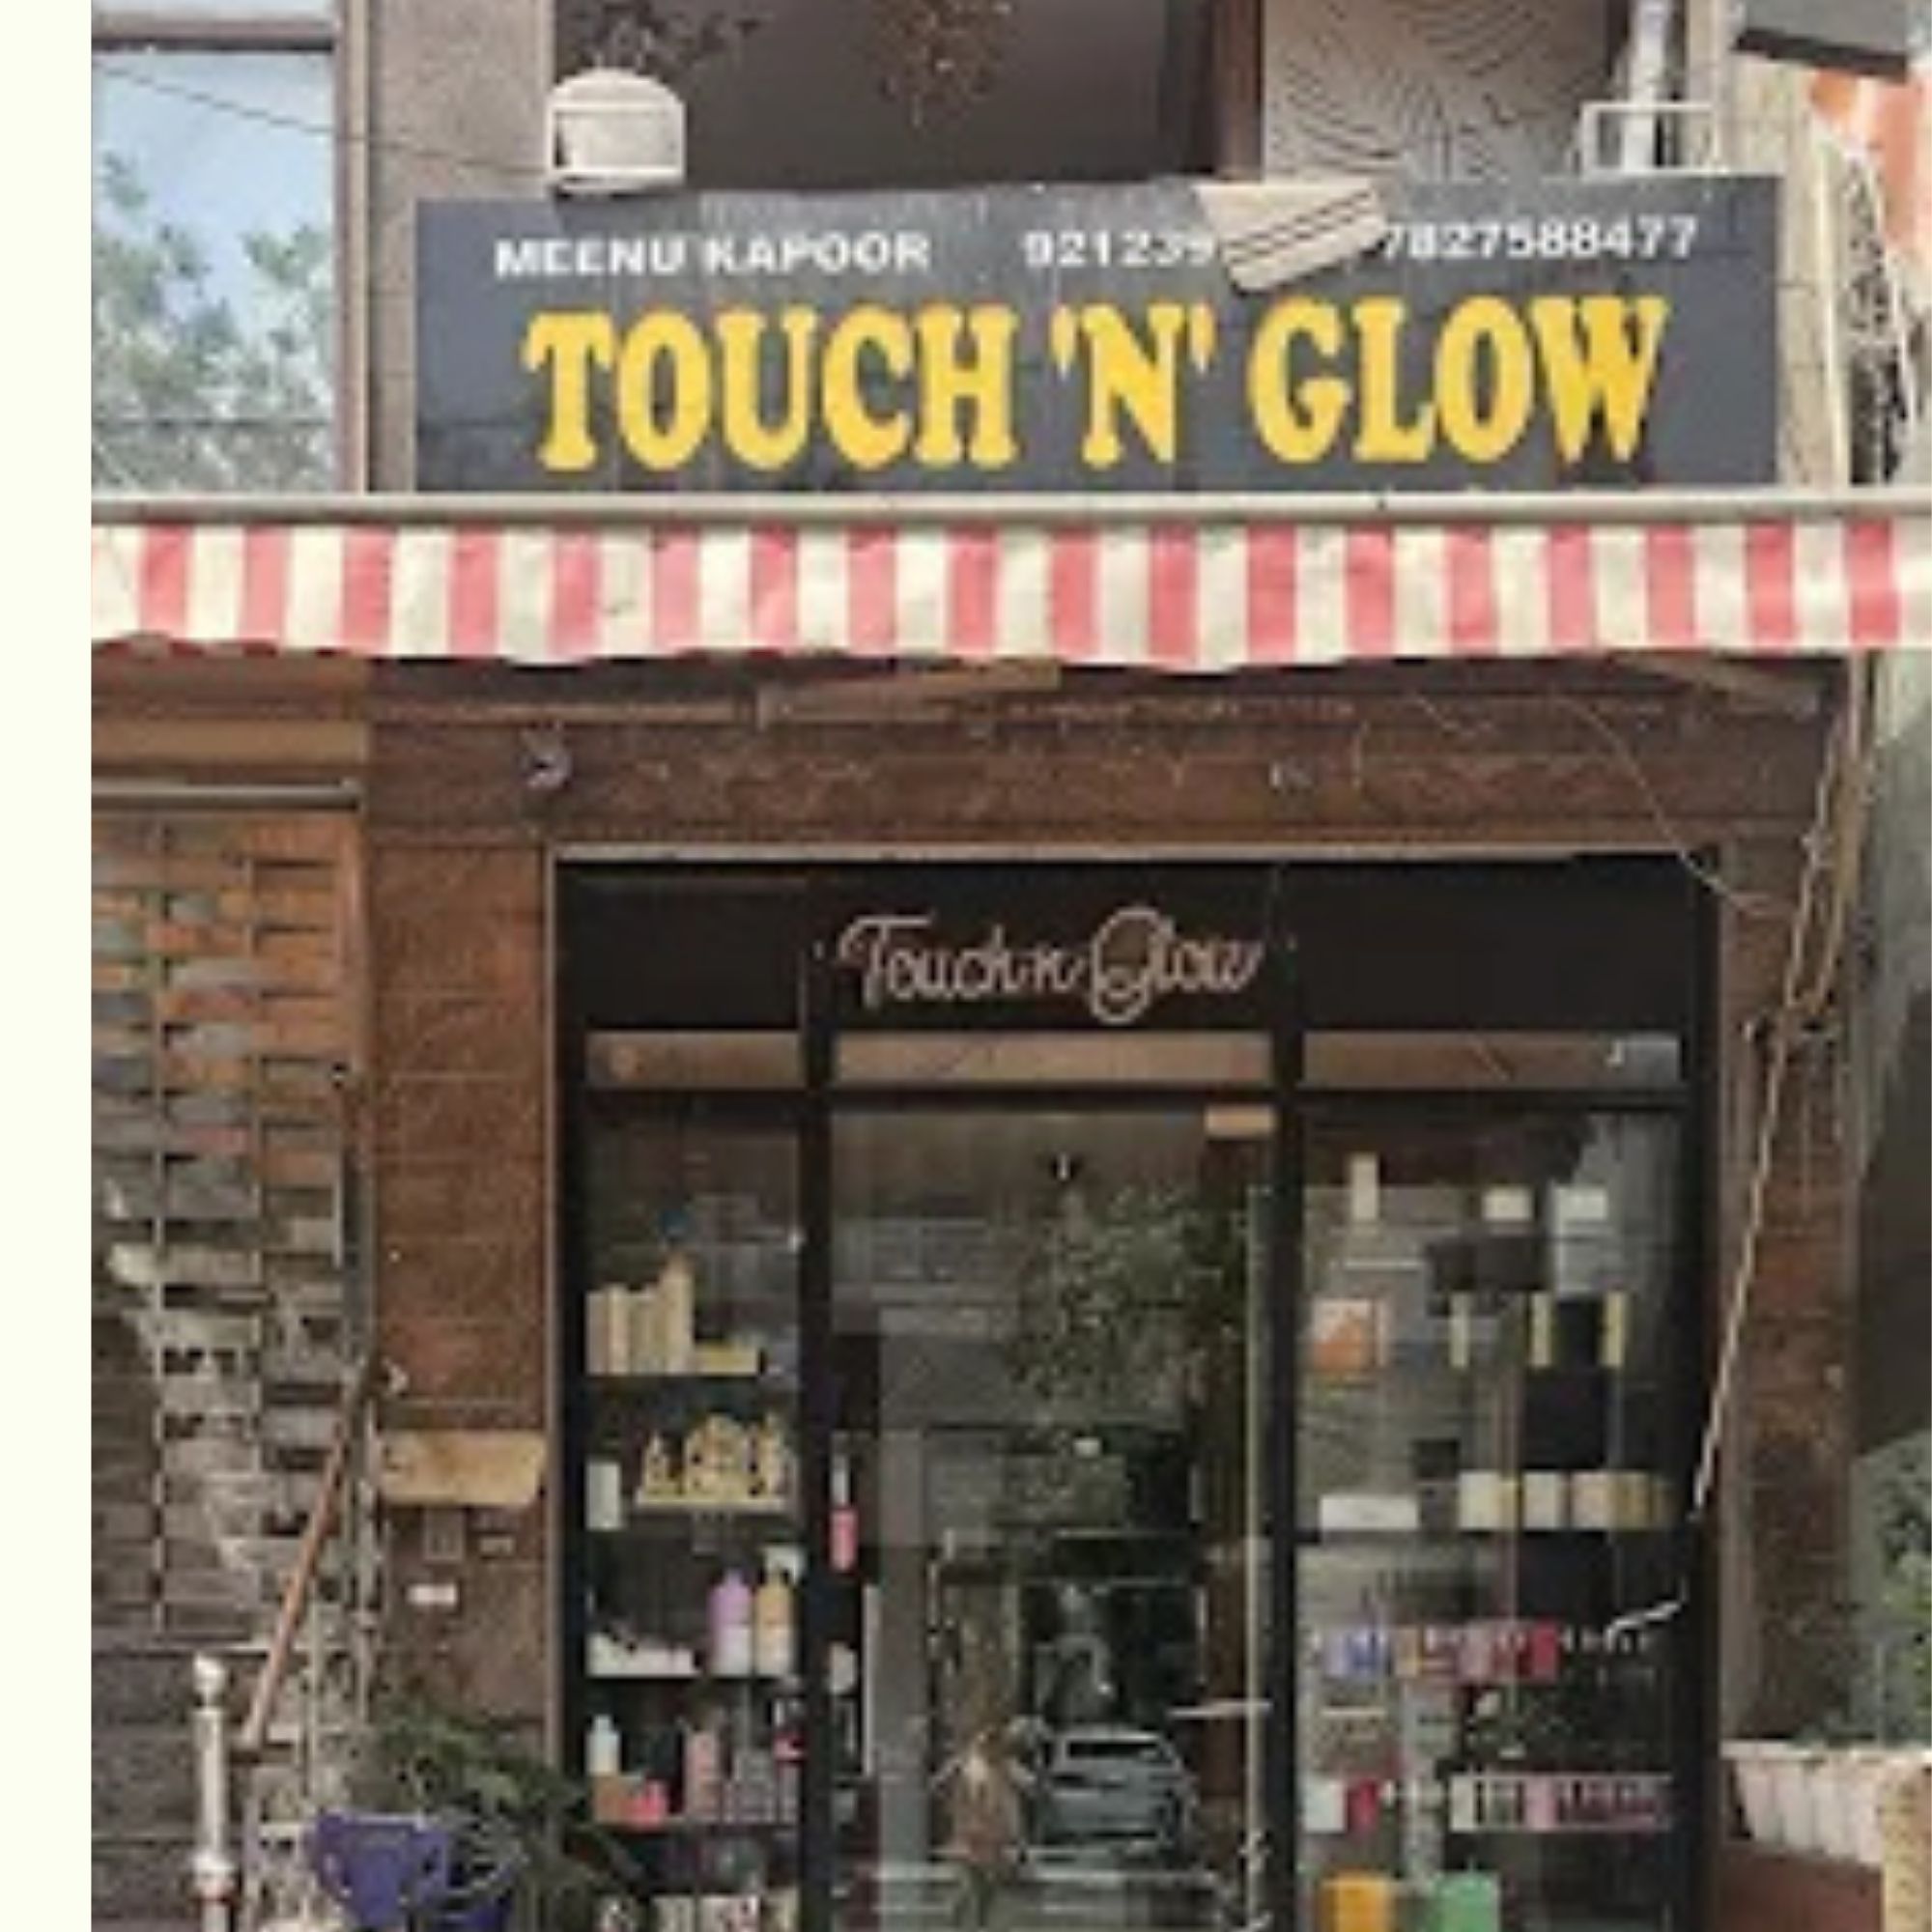 MEENU KAPOOR 921239 7827588477
TOUCH 'N' GLOW
Touch n Glow